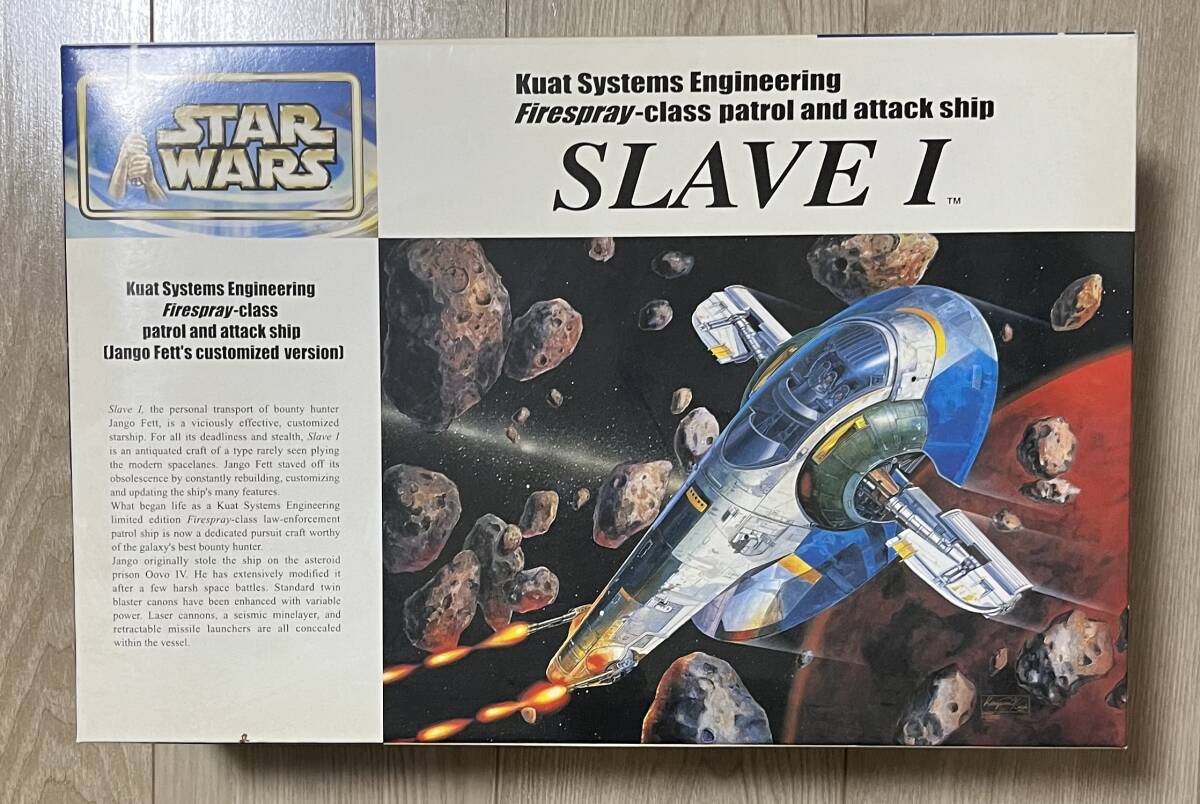 STAR
WARS
Kuat Systems Engineering
Firespray-class patrol and attack ship
SLAVE I™
Kuat Systems Engineering
Firespray-class
patrol and attack ship
(Jango Fett's customized version)
Slave I, the personal transport of bounty hunter
Jango Fett, is a viciously effective, customized
starship. For all its deadliness and stealth, Slave I
is an antiquated craft of a type rarely seen plying
the modern spacelanes. Jango Fett staved off its
obsolescence by constantly rebuilding, customizing
and updating the ship's many features.
What began life as a Kuat Systems Engineering
limited edition Firespray-class law-enforcement
patrol ship is now a dedicated pursuit craft worthy
of the galaxy's best bounty hunter.
Jango originally stole the ship on the asteroid
prison Oovo IV. He has extensively modified it
after a few harsh space battles. Standard twin
blaster canons have been enhanced with variable
power. Laser cannons, a seismic minelayer, and
retractable missile launchers are all concealed
within the vessel.